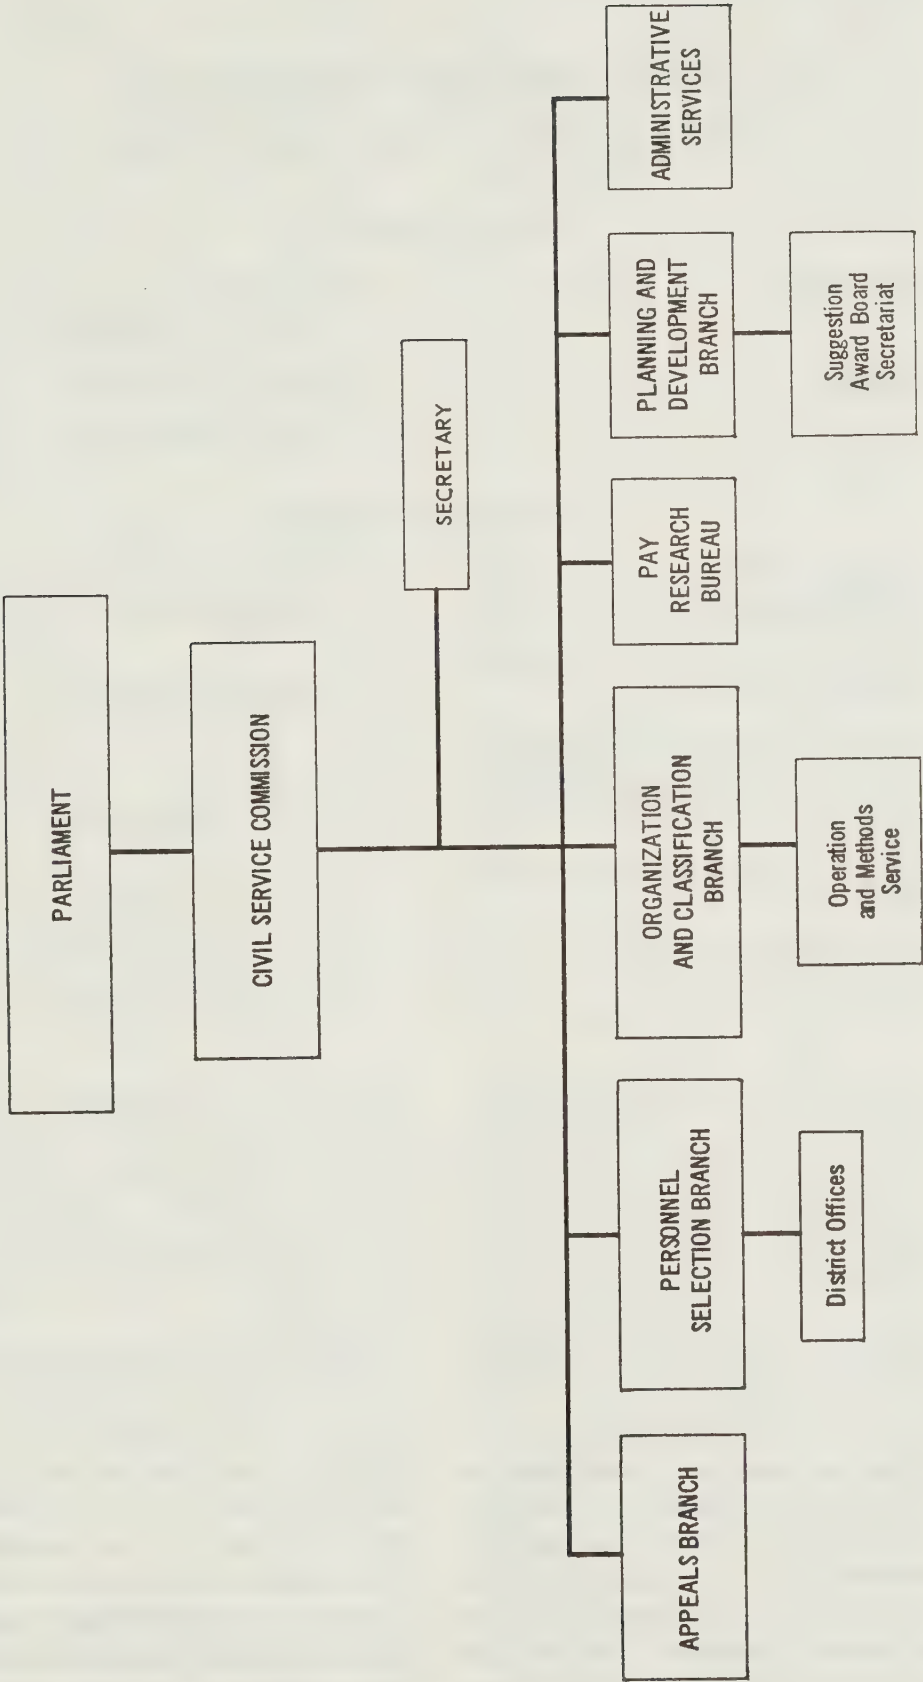 PARLIAMENT
CIVIL SERVICE COMMISSION
SECRETARY
APPEALS BRANCH
PERSONNEL
SELECTION BRANCH
ORGANIZATION
AND CLASSIFICATION
BRANCH
PAY
RESEARCH
BUREAU
PLANNING AND
DEVELOPMENT
BRANCH
ADMINISTRATIVE
SERVICES
District Offices
Operation
and Methods
Service
Suggestion
Award Board
Secretariat